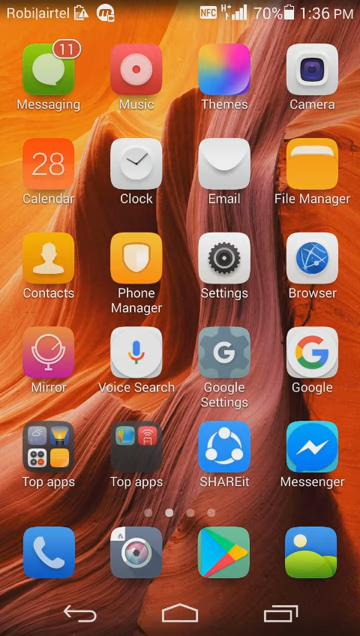 Robi|airtel NFC H+ 70% 1:36 PM
11
Messaging Music Themes Camera
28
Calendar Clock Email File Manager
Contacts Phone Manager Settings Browser
G
Mirror Voice Search Google Settings Google
Top apps Top apps SHAREit Messenger